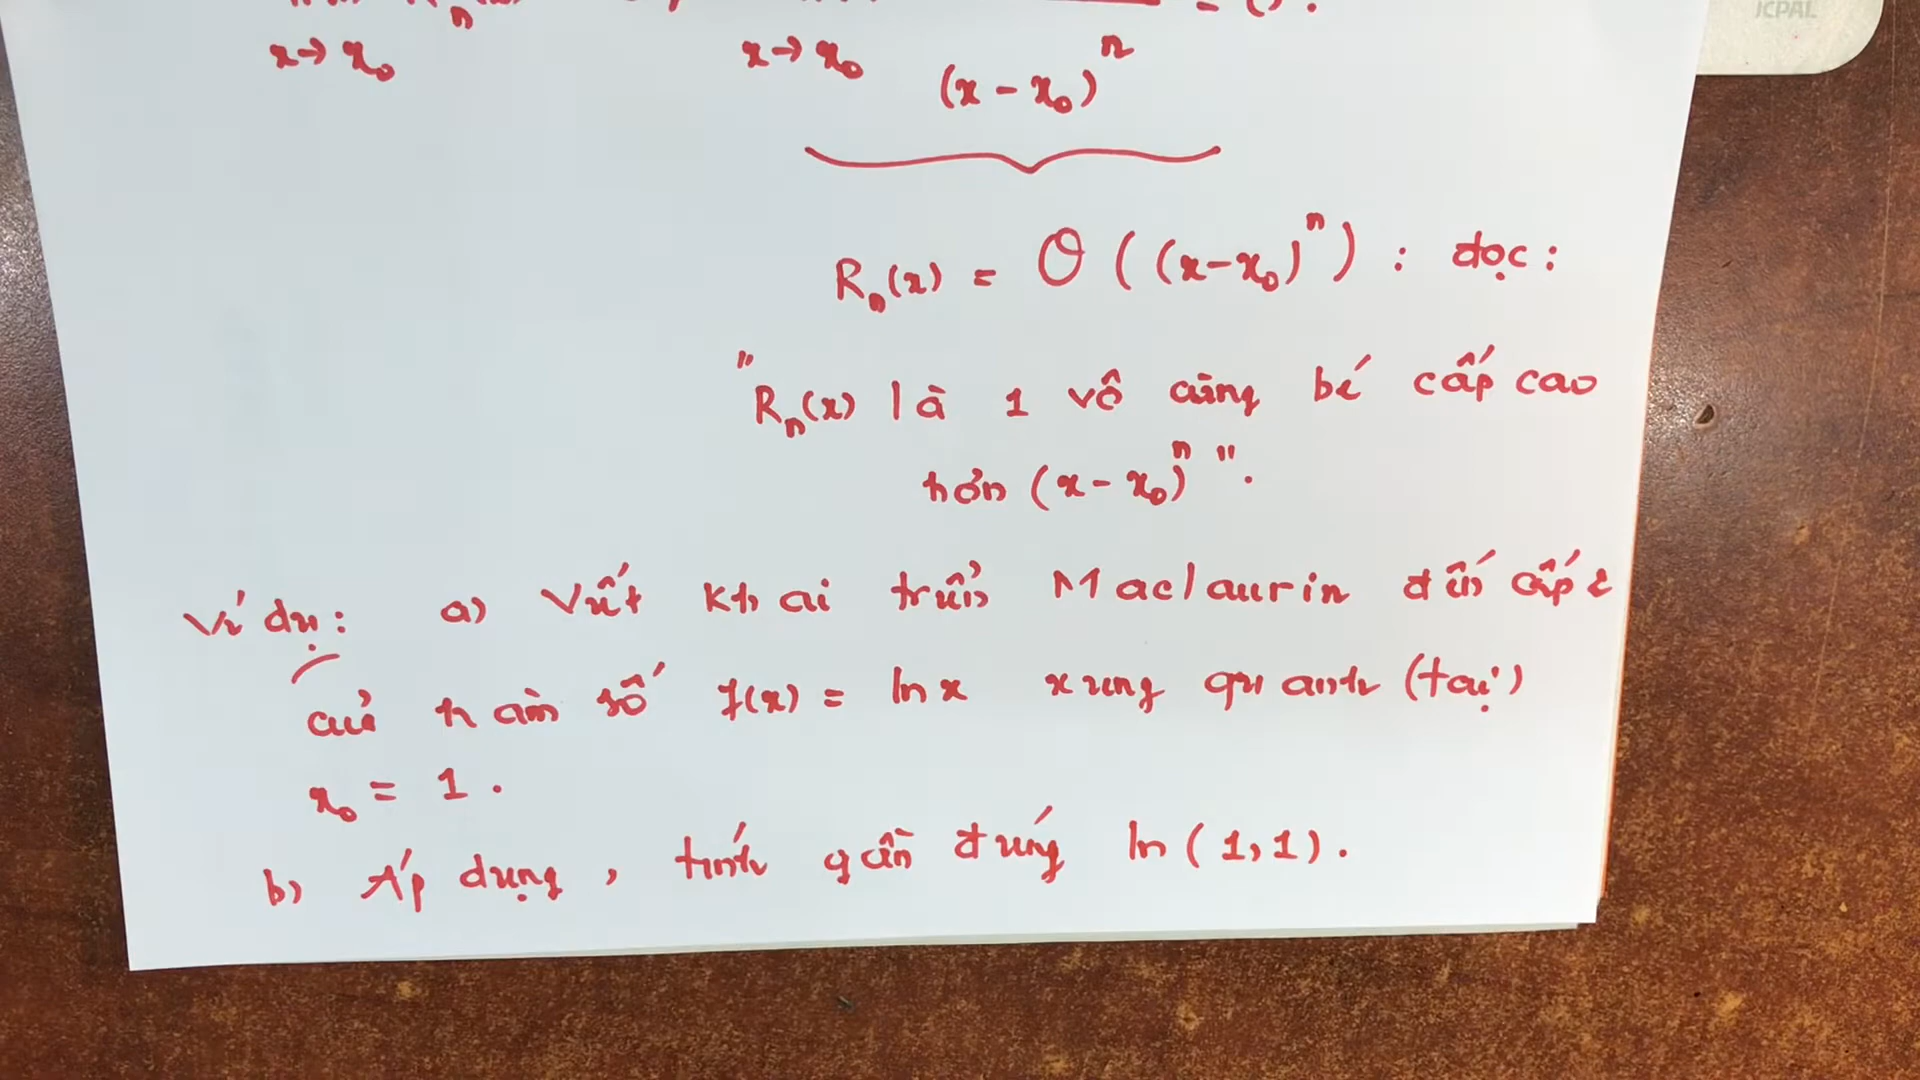 JCPAL
n = 0.
x → x₀ x → x₀ (x - x₀)ⁿ
Rₙ(x) = O((x-x₀)ⁿ) : đọc :
"Rₙ(x) là 1 vô cùng bé cấp cao
hơn (x - x₀)ⁿ".
Ví dụ: a) Viết khai triển Maclaurin đến cấp 2
của hàm số f(x) = ln x xung quanh (tại)
x₀ = 1.
b) Áp dụng, tính gần đúng ln(1,1).